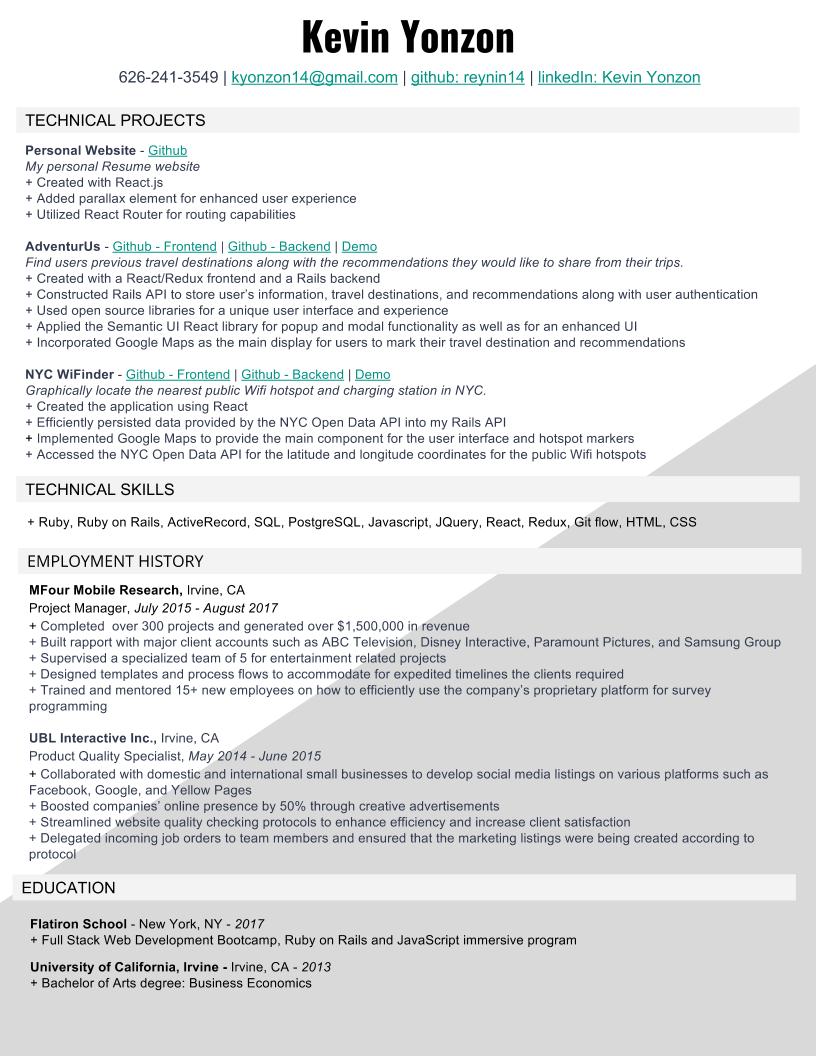 Kevin Yonzon
626-241-3549 | kyonzon14@gmail.com | github: reynin14 | linkedIn: Kevin Yonzon
TECHNICAL PROJECTS
Personal Website - Github
My personal Resume website
+ Created with React.js
+ Added parallax element for enhanced user experience
+ Utilized React Router for routing capabilities
AdventurUs - Github - Frontend | Github - Backend | Demo
Find users previous travel destinations along with the recommendations they would like to share from their trips.
+ Created with a React/Redux frontend and a Rails backend
+ Constructed Rails API to store user’s information, travel destinations, and recommendations along with user authentication
+ Used open source libraries for a unique user interface and experience
+ Applied the Semantic UI React library for popup and modal functionality as well as for an enhanced UI
+ Incorporated Google Maps as the main display for users to mark their travel destination and recommendations
NYC WiFinder - Github - Frontend | Github - Backend | Demo
Graphically locate the nearest public Wifi hotspot and charging station in NYC.
+ Created the application using React
+ Efficiently persisted data provided by the NYC Open Data API into my Rails API
+ Implemented Google Maps to provide the main component for the user interface and hotspot markers
+ Accessed the NYC Open Data API for the latitude and longitude coordinates for the public Wifi hotspots
TECHNICAL SKILLS
+ Ruby, Ruby on Rails, ActiveRecord, SQL, PostgreSQL, Javascript, JQuery, React, Redux, Git flow, HTML, CSS
EMPLOYMENT HISTORY
MFour Mobile Research, Irvine, CA
Project Manager, July 2015 - August 2017
+ Completed  over 300 projects and generated over $1,500,000 in revenue
+ Built rapport with major client accounts such as ABC Television, Disney Interactive, Paramount Pictures, and Samsung Group
+ Supervised a specialized team of 5 for entertainment related projects
+ Designed templates and process flows to accommodate for expedited timelines the clients required
+ Trained and mentored 15+ new employees on how to efficiently use the company’s proprietary platform for survey
programming
UBL Interactive Inc., Irvine, CA
Product Quality Specialist, May 2014 - June 2015
+ Collaborated with domestic and international small businesses to develop social media listings on various platforms such as
Facebook, Google, and Yellow Pages
+ Boosted companies’ online presence by 50% through creative advertisements
+ Streamlined website quality checking protocols to enhance efficiency and increase client satisfaction
+ Delegated incoming job orders to team members and ensured that the marketing listings were being created according to
protocol
EDUCATION
Flatiron School - New York, NY - 2017
+ Full Stack Web Development Bootcamp, Ruby on Rails and JavaScript immersive program
University of California, Irvine - Irvine, CA - 2013
+ Bachelor of Arts degree: Business Economics